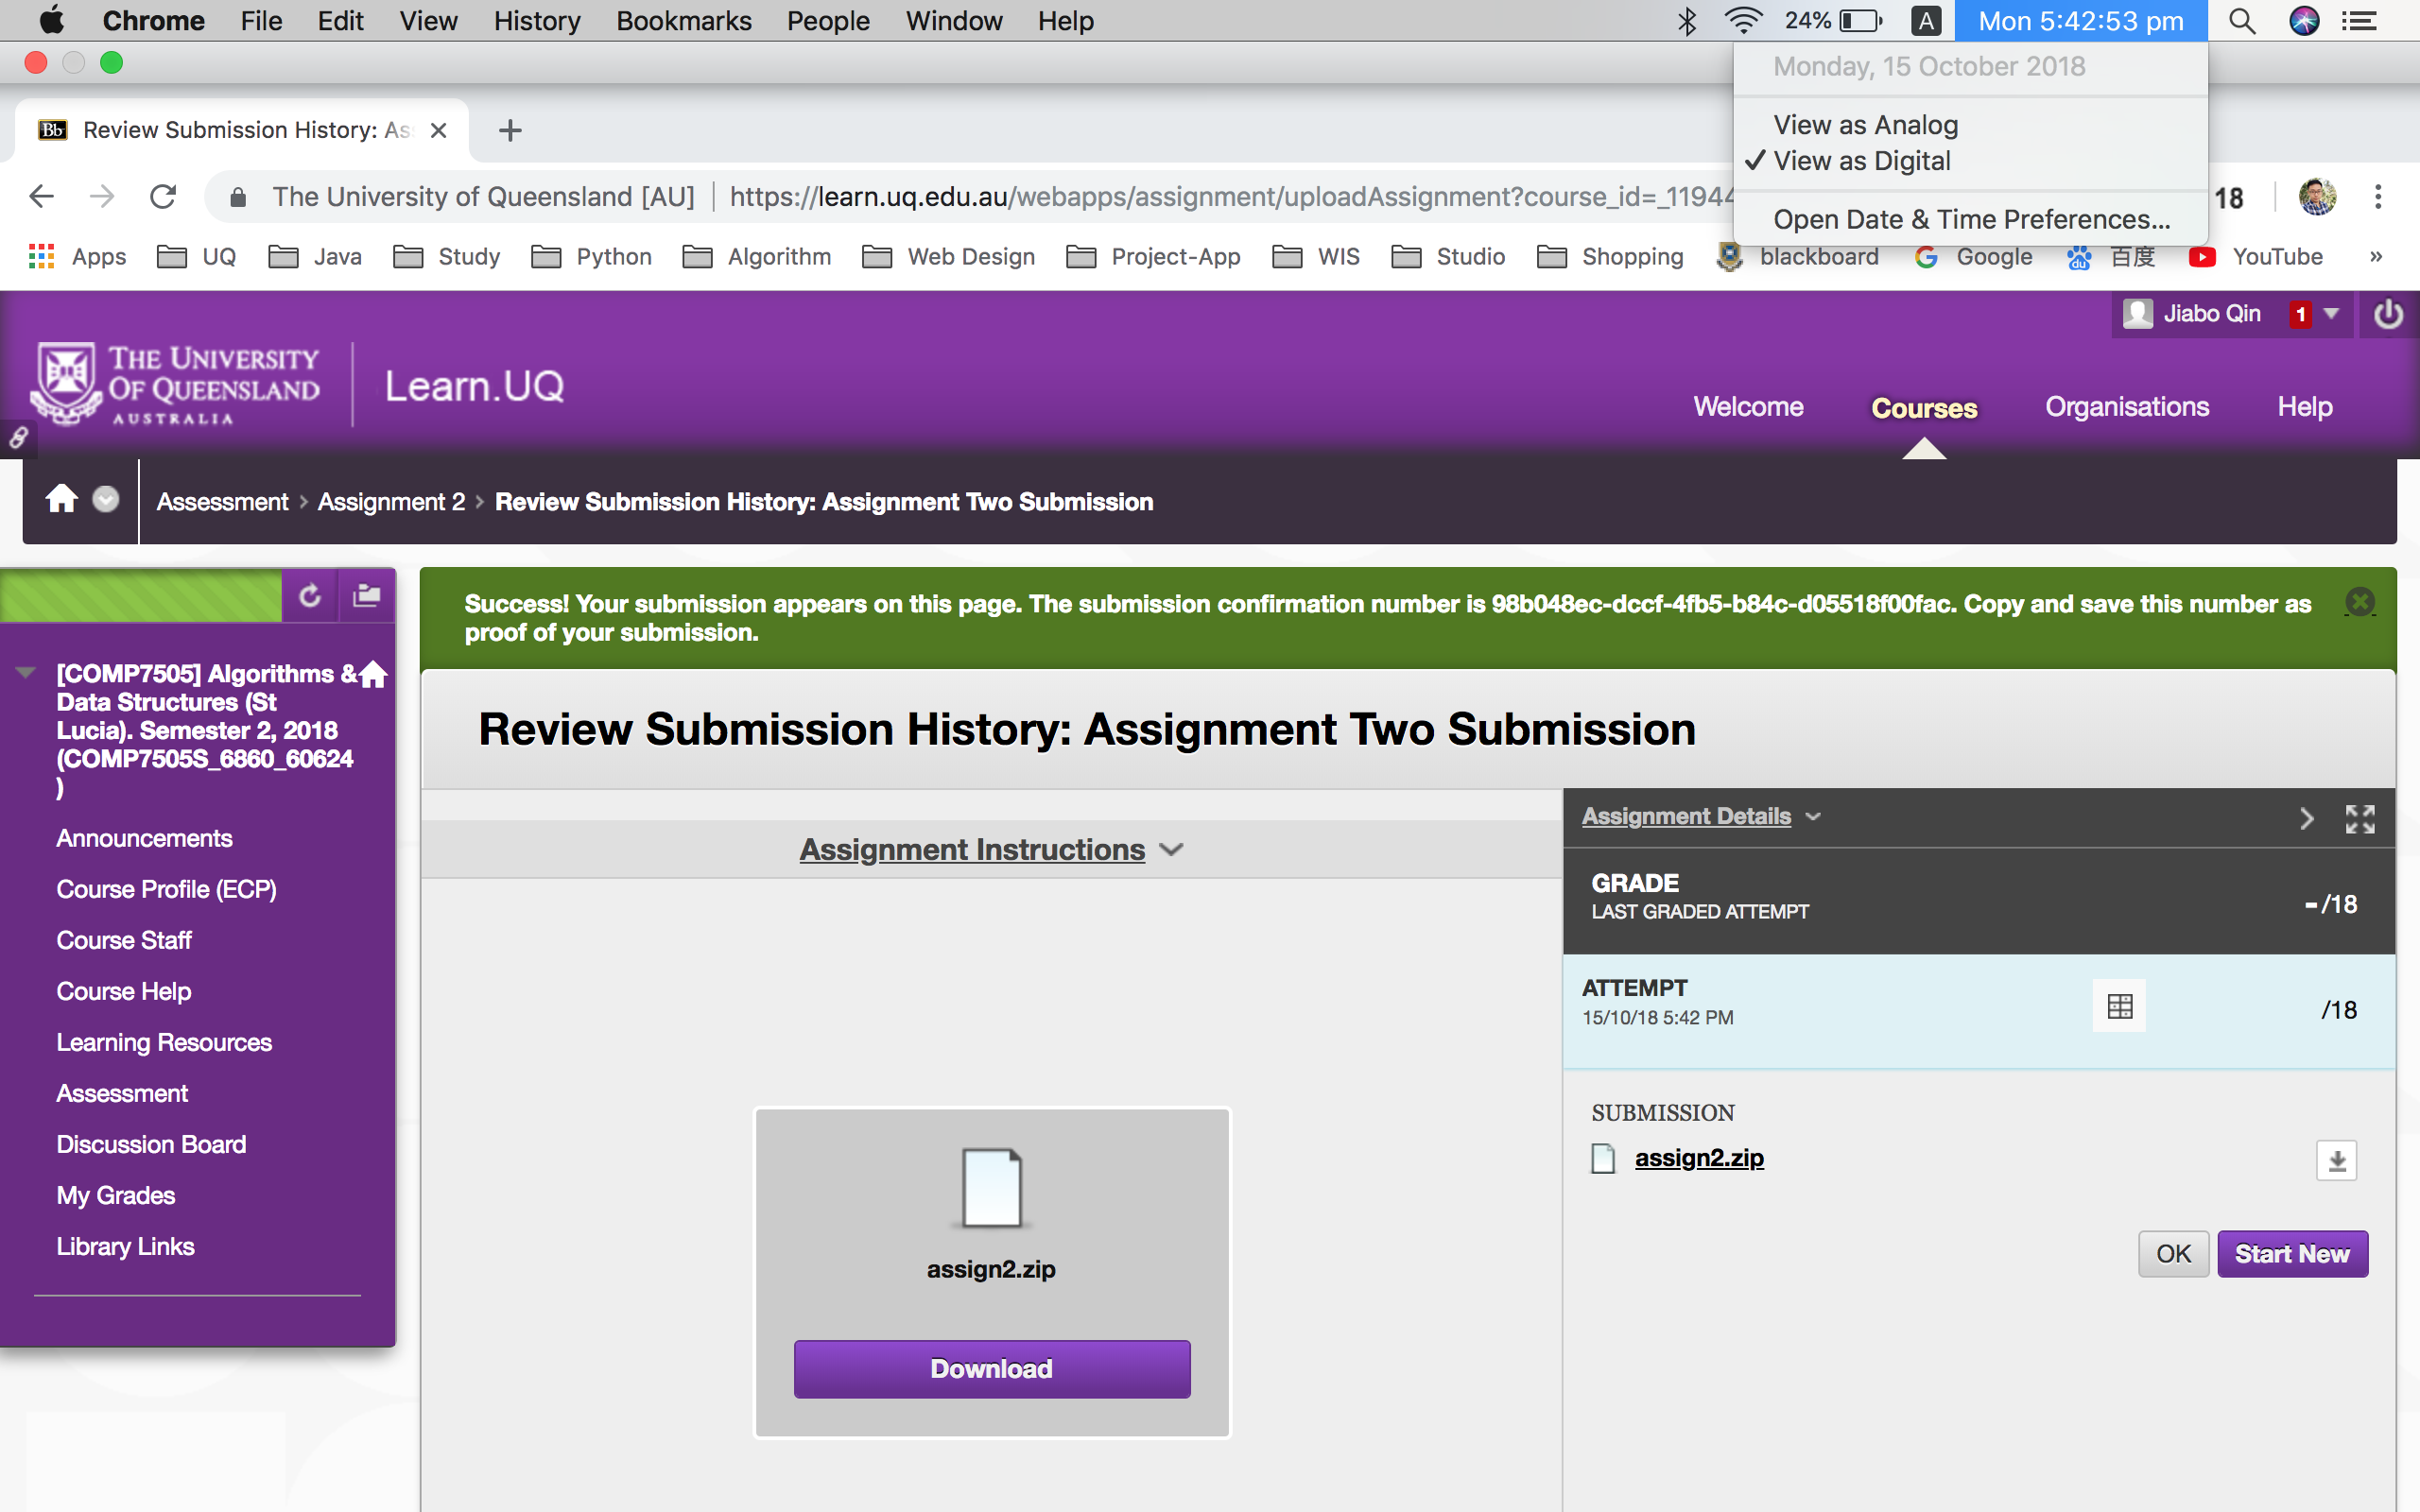 Chrome File Edit View History Bookmarks People Window Help 24% A Mon 5:42:53 pm
Monday, 15 October 2018
View as Analog
✓ View as Digital
Open Date & Time Preferences...
Bb Review Submission History: As
The University of Queensland [AU] https://learn.uq.edu.au/webapps/assignment/uploadAssignment?course_id=_1194 18
Apps UQ Java Study Python Algorithm Web Design Project-App WIS Studio Shopping blackboard Google 百度 YouTube »
Jiabo Qin 1
THE UNIVERSITY
OF QUEENSLAND
AUSTRALIA
Learn.UQ
Welcome Courses Organisations Help
Assessment > Assignment 2 > Review Submission History: Assignment Two Submission
Success! Your submission appears on this page. The submission confirmation number is 98b048ec-dccf-4fb5-b84c-d05518f00fac. Copy and save this number as
proof of your submission.
[COMP7505] Algorithms &
Data Structures (St
Lucia). Semester 2, 2018
(COMP7505S_6860_60624
)
Announcements
Course Profile (ECP)
Course Staff
Course Help
Learning Resources
Assessment
Discussion Board
My Grades
Library Links
Review Submission History: Assignment Two Submission
Assignment Instructions
assign2.zip
Download
Assignment Details
GRADE
LAST GRADED ATTEMPT
-/18
ATTEMPT
15/10/18 5:42 PM
/18
SUBMISSION
assign2.zip
OK Start New